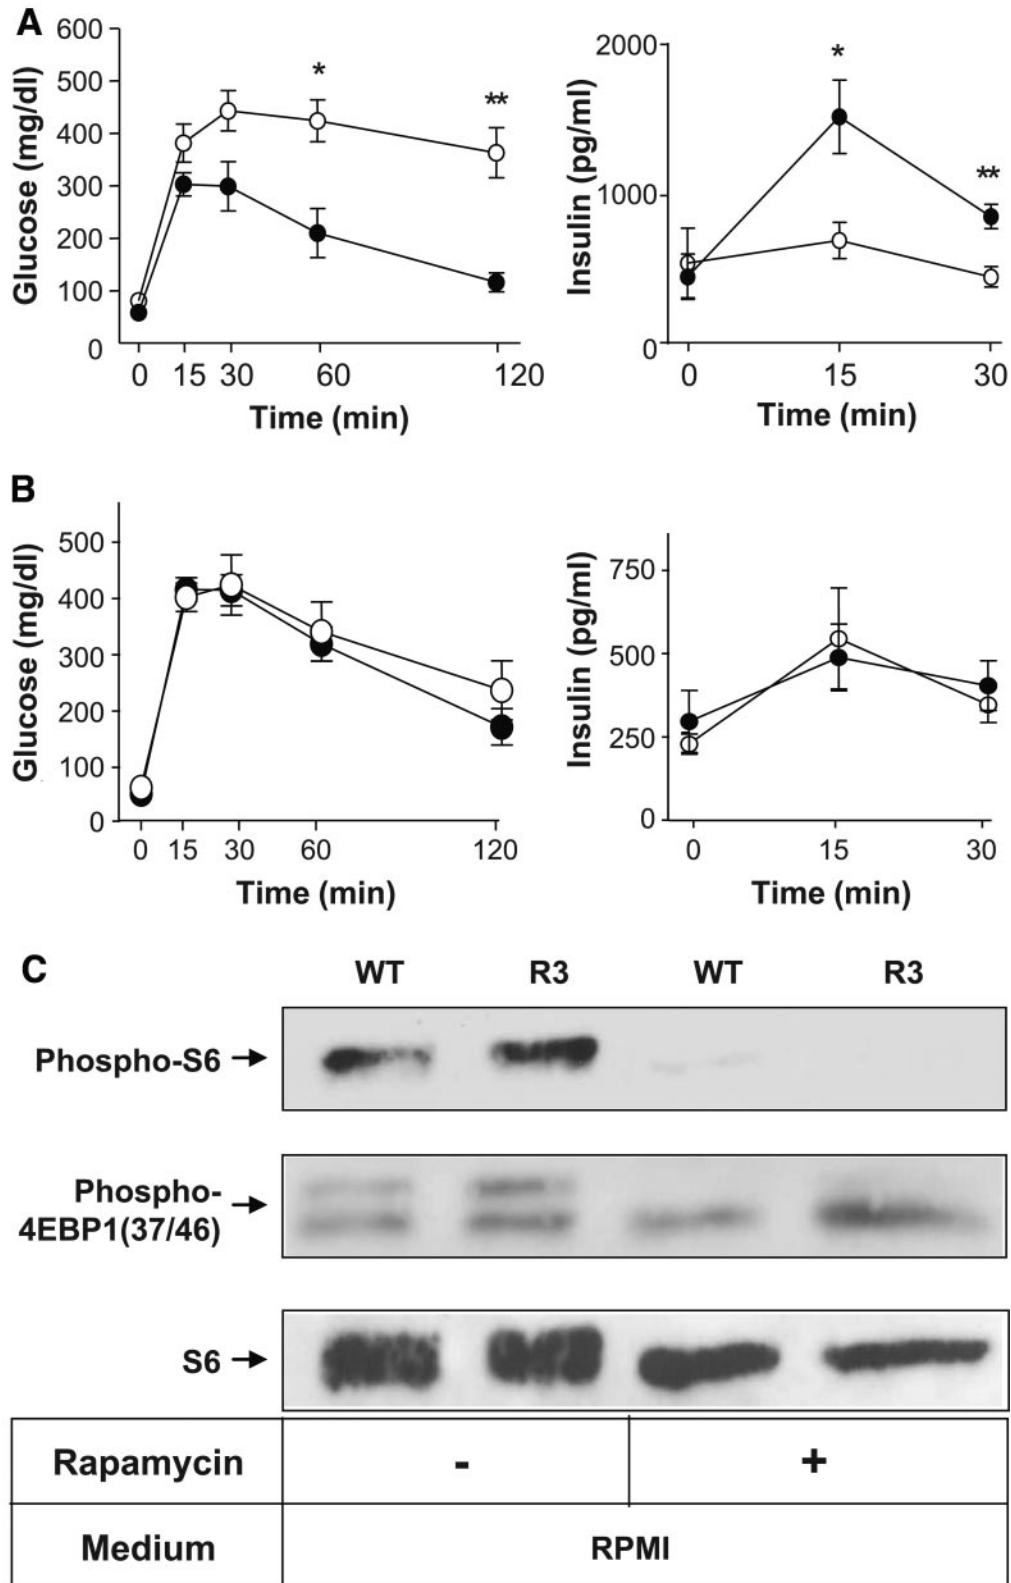 A
Glucose (mg/dl)
600
500
400
300
200
100
0
*
**
0 15 30 60 120
Time (min)
Insulin (pg/ml)
2000
1000
0
*
**
0 15 30
Time (min)
B
Glucose (mg/dl)
500
400
300
200
100
0
0 15 30 60 120
Time (min)
Insulin (pg/ml)
750
500
250
0
0 15 30
Time (min)
C
WT R3 WT R3
Phospho-S6
Phospho-
4EBP1(37/46)
S6
Rapamycin - +
Medium RPMI